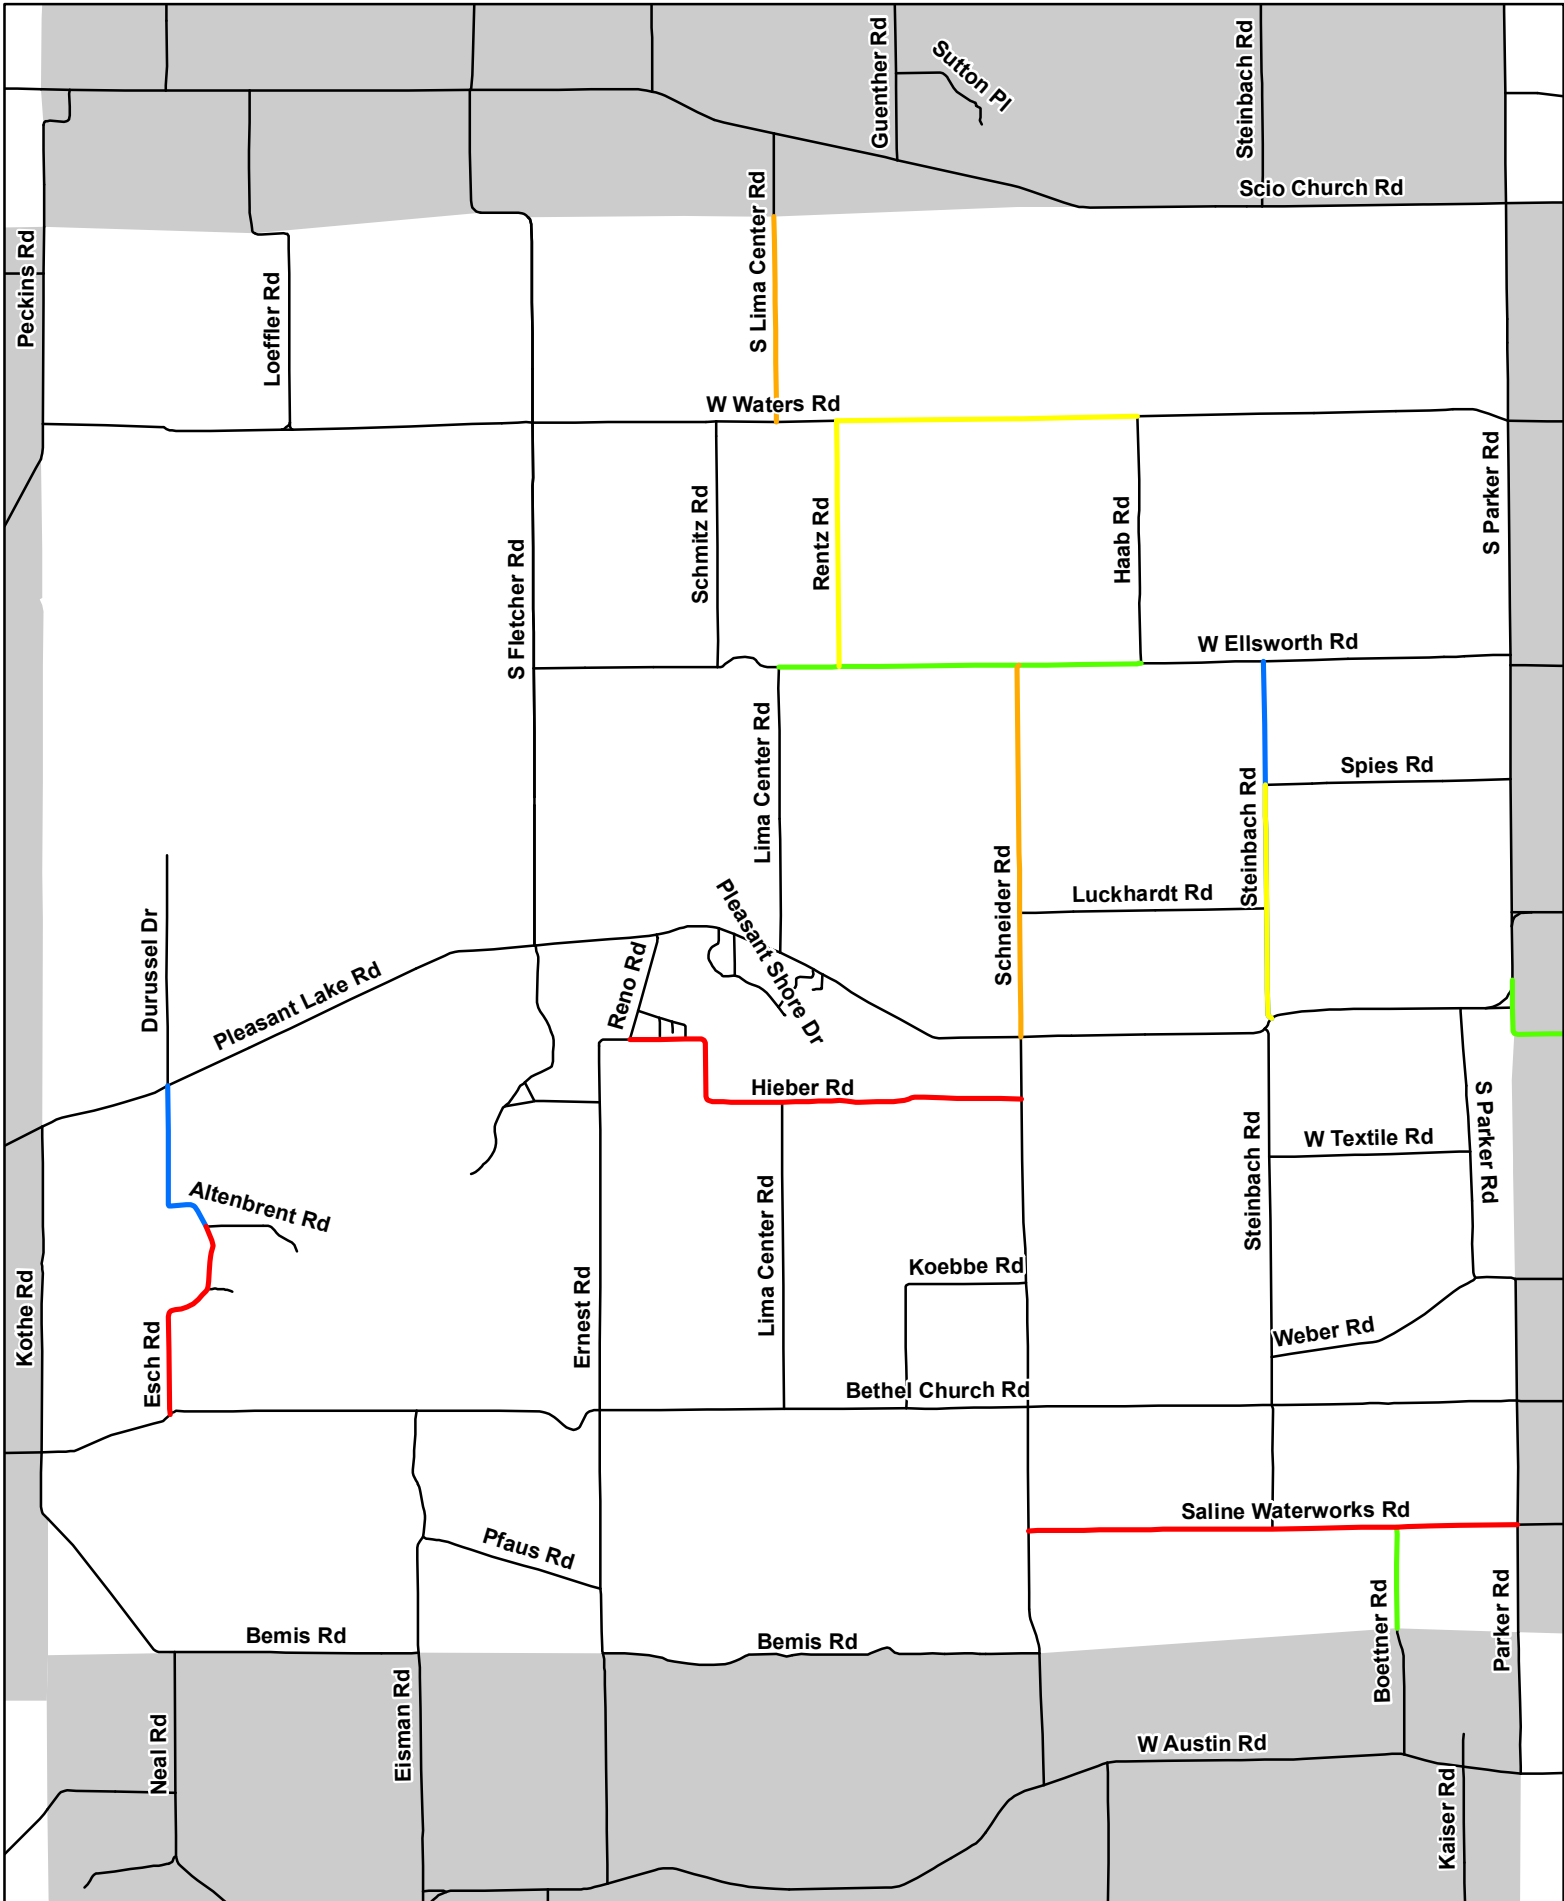 Guenther Rd
Sutton Pl
Steinbach Rd
Scio Church Rd
Peckins Rd
Loeffler Rd
S Lima Center Rd
W Waters Rd
S Fletcher Rd
Schmitz Rd
Rentz Rd
Haab Rd
S Parker Rd
W Ellsworth Rd
Lima Center Rd
Spies Rd
Steinbach Rd
Schneider Rd
Luckhardt Rd
Durussel Dr
Pleasant Lake Rd
Reno Rd
Pleasant Shore Dr
Hieber Rd
S Parker Rd
W Textile Rd
Steinbach Rd
Altenbrent Rd
Kothe Rd
Esch Rd
Ernest Rd
Lima Center Rd
Koebbe Rd
Weber Rd
Bethel Church Rd
Saline Waterworks Rd
Pfaus Rd
Boettner Rd
Parker Rd
Bemis Rd
Bemis Rd
Neal Rd
Eisman Rd
W Austin Rd
Kaiser Rd